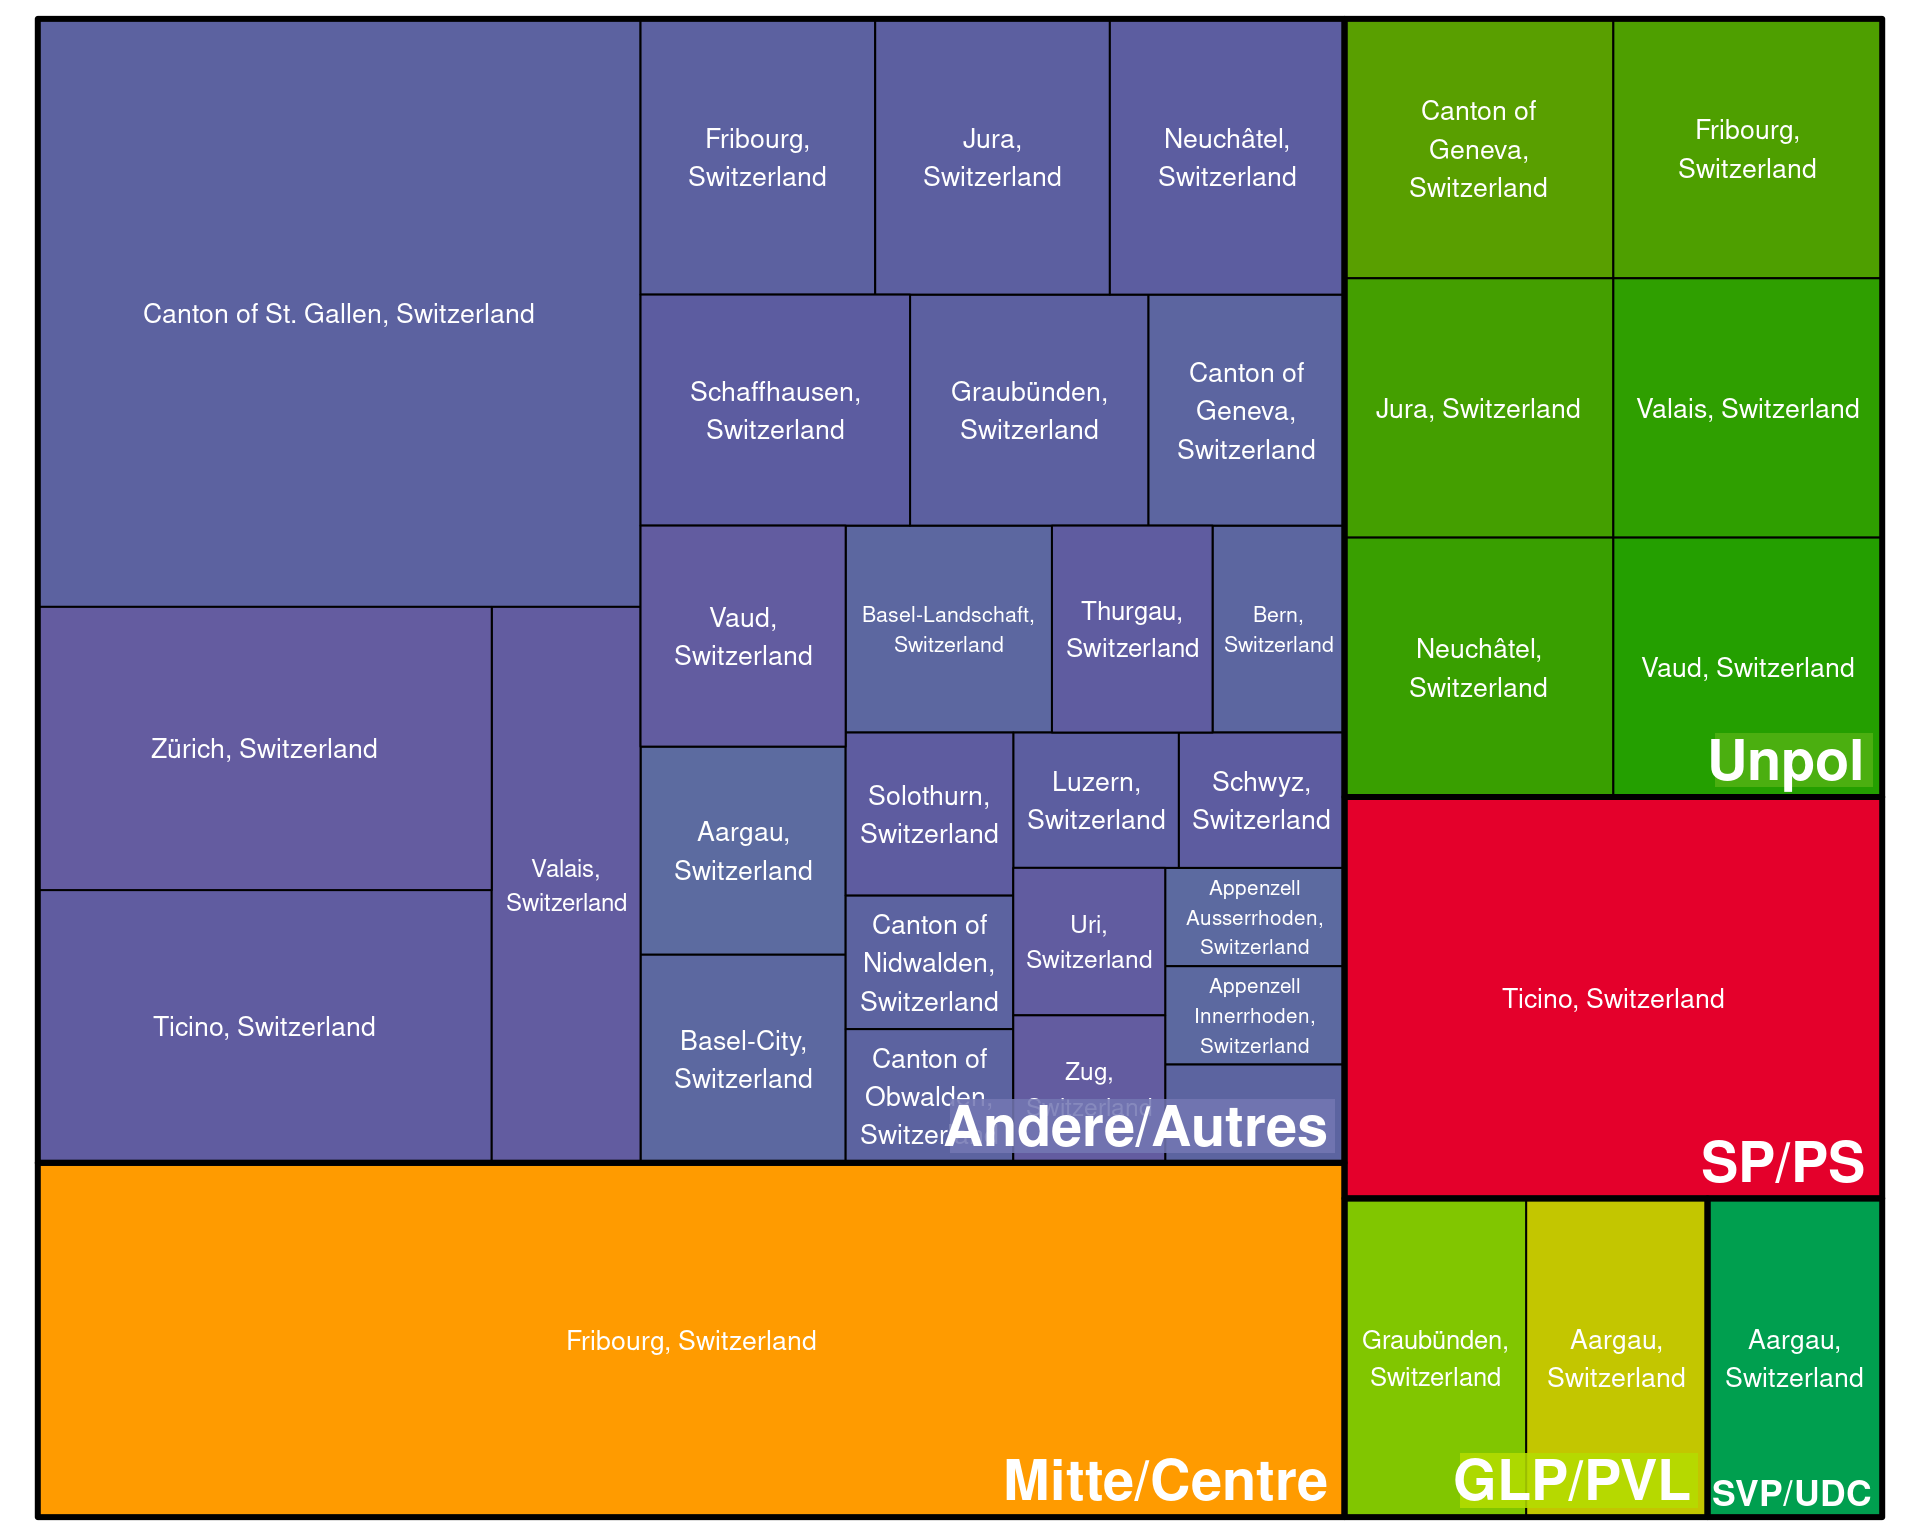 Canton of St. Gallen, Switzerland
Fribourg,
Switzerland
Jura,
Switzerland
Neuchâtel,
Switzerland
Schaffhausen,
Switzerland
Graubünden,
Switzerland
Canton of
Geneva,
Switzerland
Zürich, Switzerland
Ticino, Switzerland
Valais,
Switzerland
Vaud,
Switzerland
Basel-Landschaft,
Switzerland
Thurgau,
Switzerland
Bern,
Switzerland
Aargau,
Switzerland
Basel-City,
Switzerland
Solothurn,
Switzerland
Luzern,
Switzerland
Schwyz,
Switzerland
Canton of
Nidwalden,
Switzerland
Canton of
Obwalden,
Switzerland
Uri,
Switzerland
Zug,
Switzerland
Appenzell
Ausserrhoden,
Switzerland
Appenzell
Innerrhoden,
Switzerland
Andere/Autres
Fribourg, Switzerland
Mitte/Centre
Canton of
Geneva,
Switzerland
Fribourg,
Switzerland
Jura, Switzerland
Valais, Switzerland
Neuchâtel,
Switzerland
Vaud, Switzerland
Unpol
Ticino, Switzerland
SP/PS
Graubünden,
Switzerland
Aargau,
Switzerland
GLP/PVL
Aargau,
Switzerland
SVP/UDC